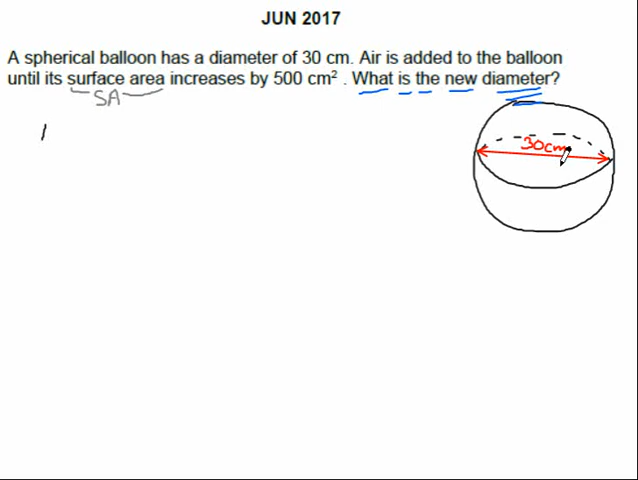 JUN 2017
A spherical balloon has a diameter of 30 cm. Air is added to the balloon
until its surface area increases by 500 cm². What is the new diameter?
SA
30cm